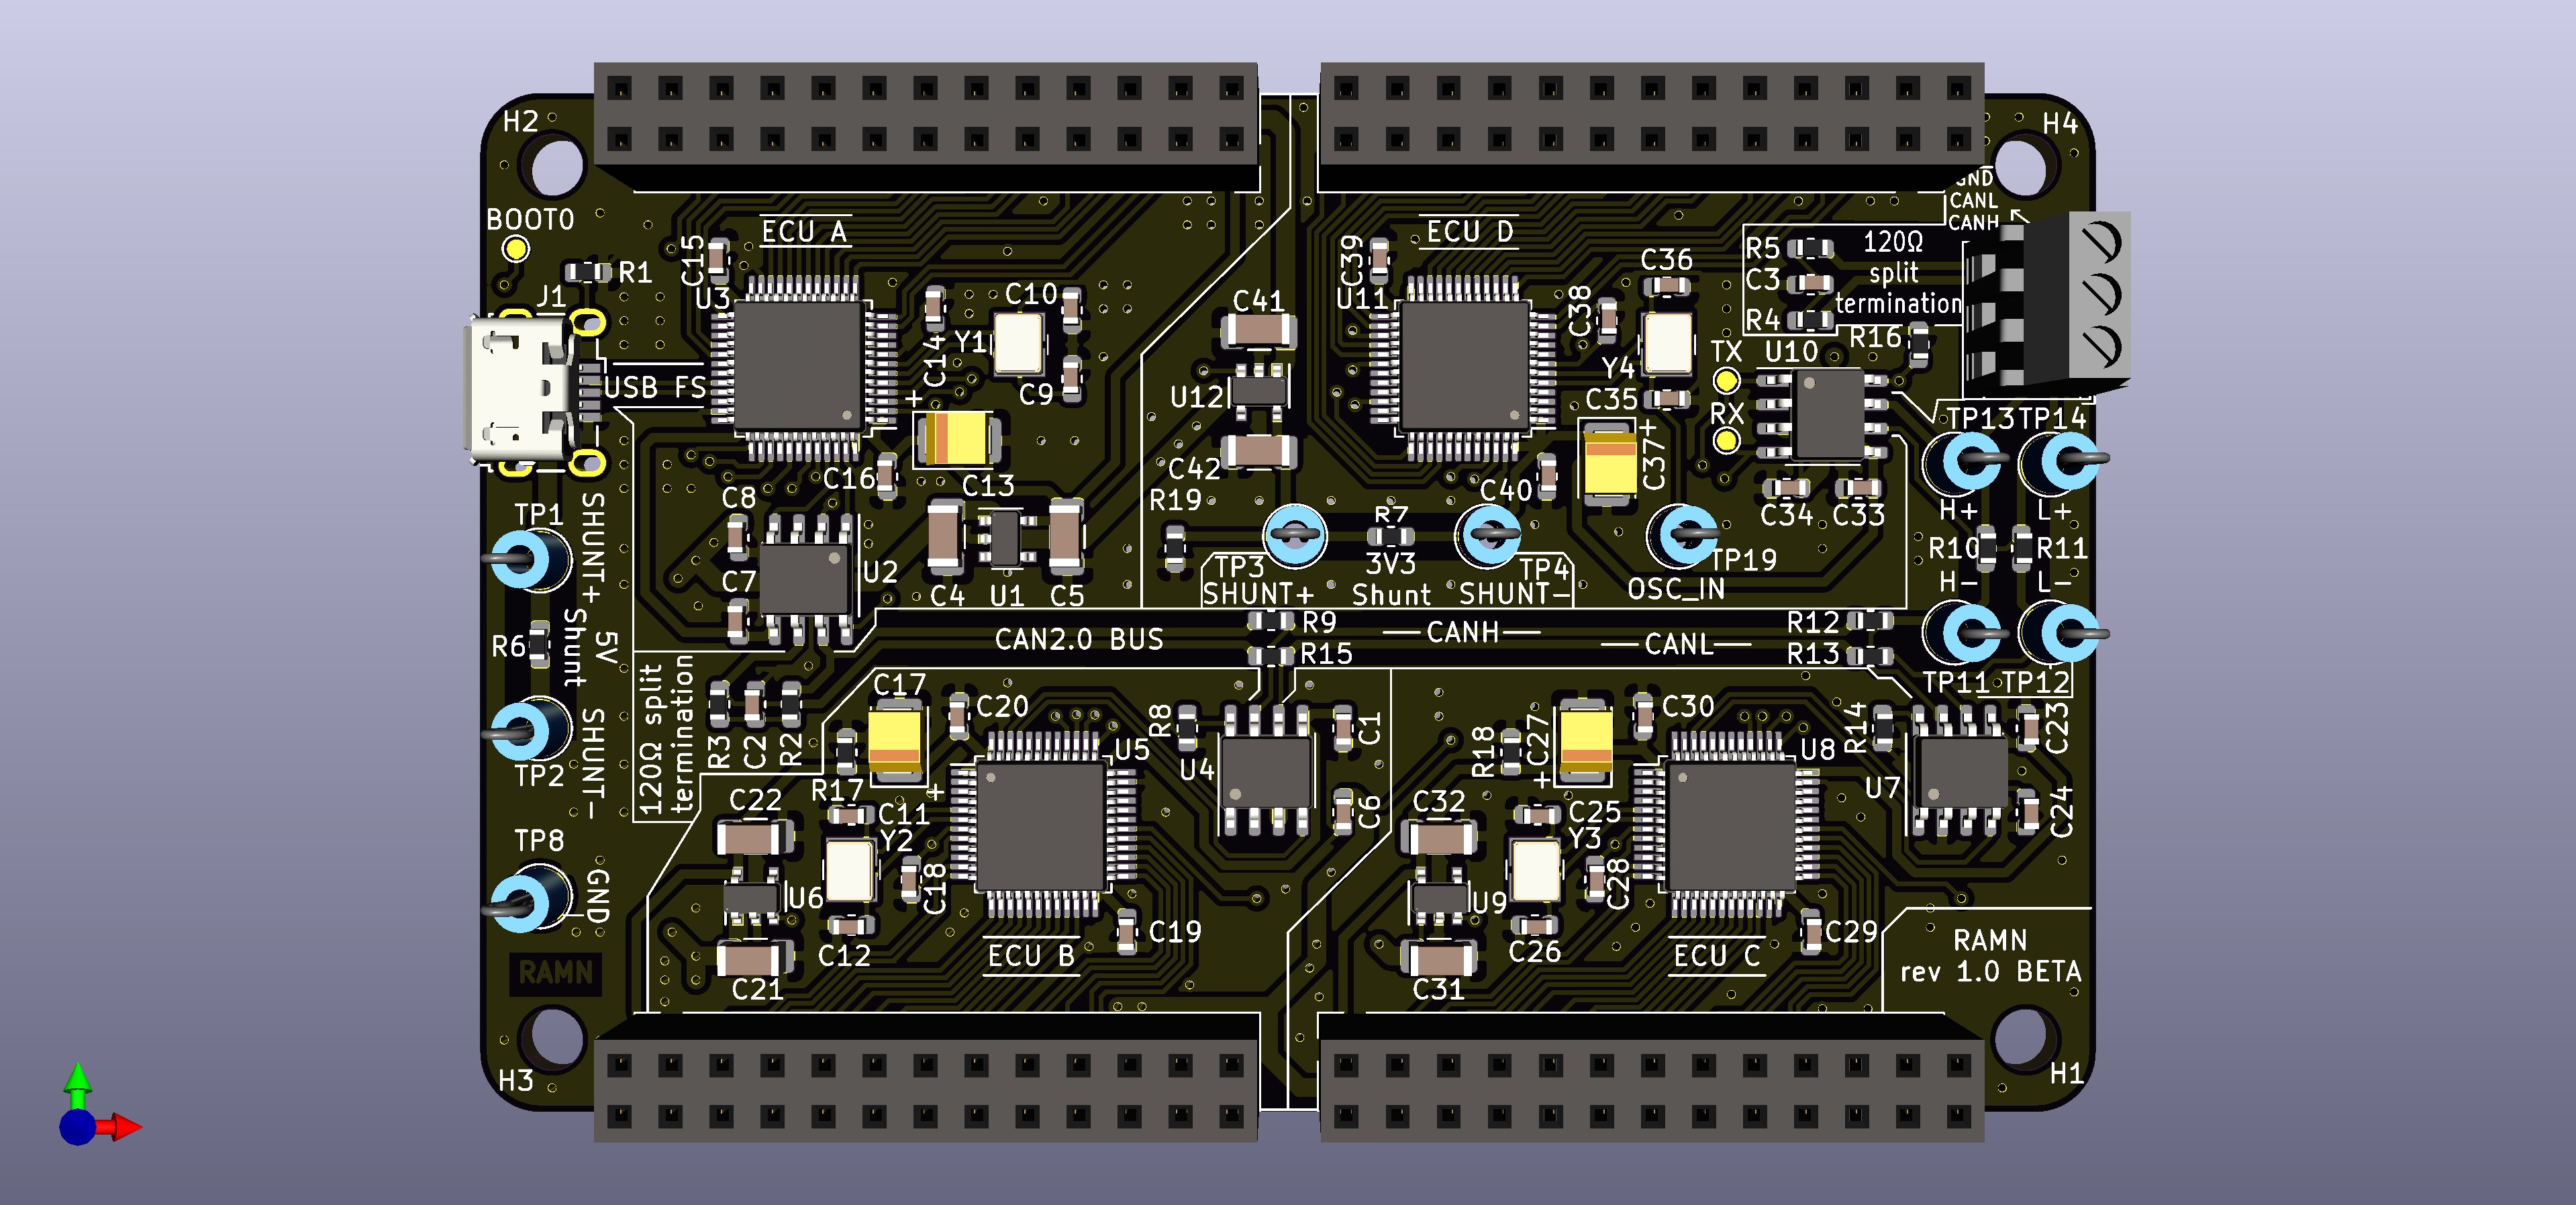 H2
H4
GND
CANL
CANH
BOOT0
ECU A
ECU D
R5
120Ω
split
termination
C3
R4
R16
C15
R1
U3
J1
C10
C14
Y1
C9
C41
U12
C42
C39
U11
C36
C38
Y4
C35
TX
RX
U10
USB FS
+
C13
C16
+
C37
C40
C34
C33
TP13
TP14
H+
L+
R10
R11
H-
L-
TP11
TP12
TP1
SHUNT+
C8
C7
U2
C4
U1
C5
R19
TP3
SHUNT+
R7
3V3
Shunt
TP4
SHUNT-
TP19
OSC_IN
R6
5V
Shunt
CAN2.0 BUS
R9
R15
CANH
CANL
R12
R13
TP2
SHUNT-
120Ω split
termination
R3
C2
R2
C17
C20
R17
+
C11
C22
Y2
U6
C18
C12
C21
U5
R8
U4
C1
C6
C19
ECU B
R18
C27
+
C30
C32
C25
Y3
U9
C28
C26
C31
U8
R14
U7
C23
C24
C29
ECU C
TP8
GND
RAMN
RAMN
rev 1.0 BETA
H3
H1